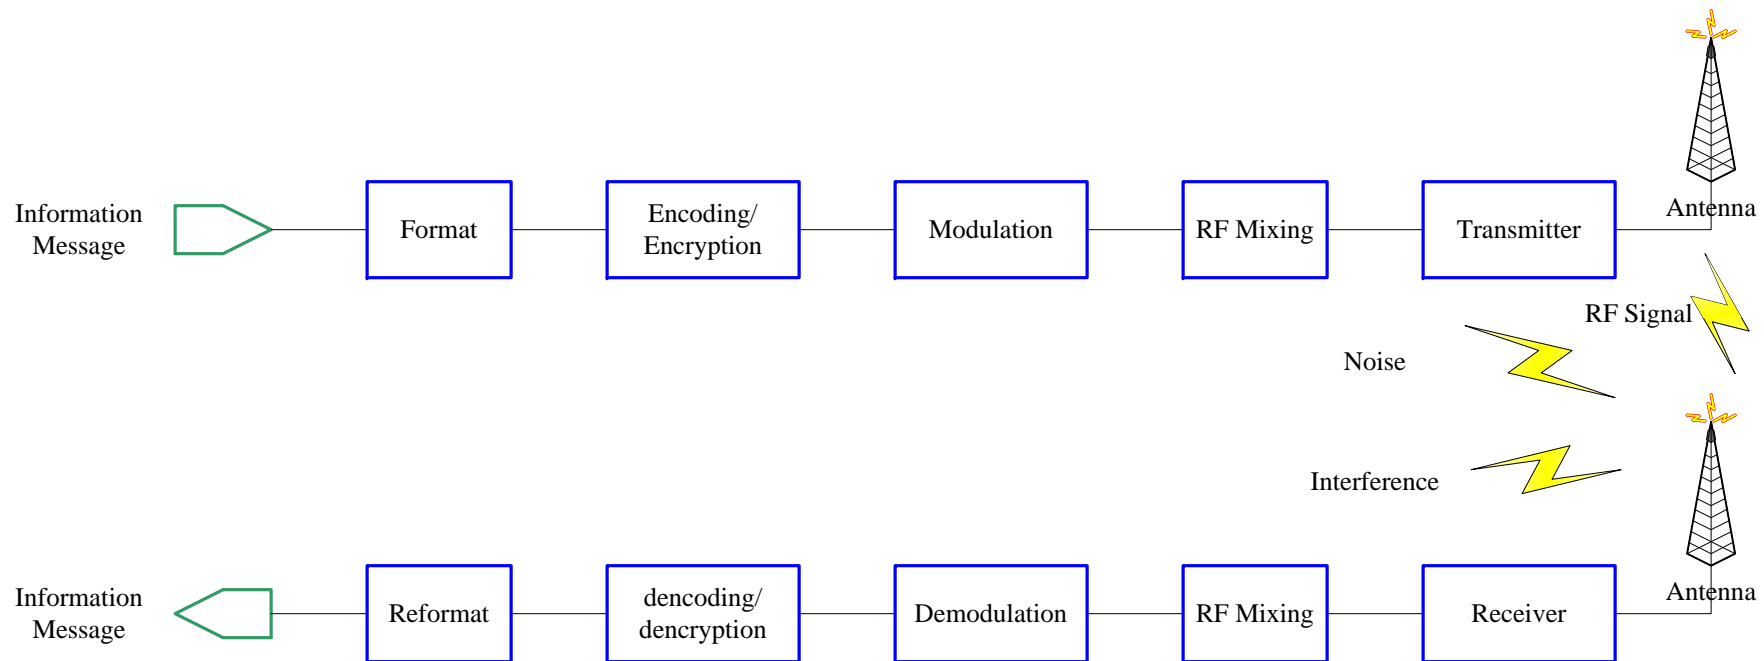 Information
Message
Format
Encoding/
Encryption
Modulation
RF Mixing
Transmitter
Antenna
RF Signal
Noise
Interference
Information
Message
Reformat
dencoding/
dencryption
Demodulation
RF Mixing
Receiver
Antenna